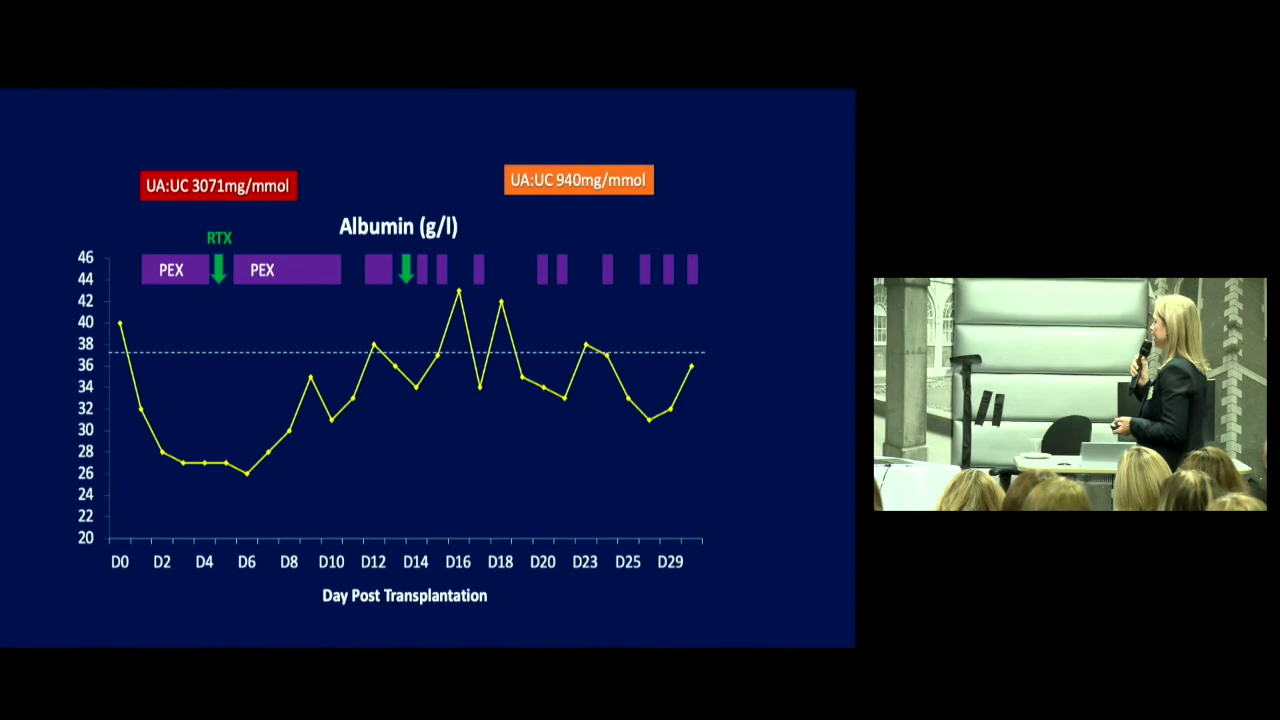 UA:UC 3071mg/mmol
UA:UC 940mg/mmol
Albumin (g/l)
RTX
PEX
PEX
46
44
42
40
38
36
34
32
30
28
26
24
22
20
D0 D2 D4 D6 D8 D10 D12 D14 D16 D18 D20 D23 D25 D29
Day Post Transplantation